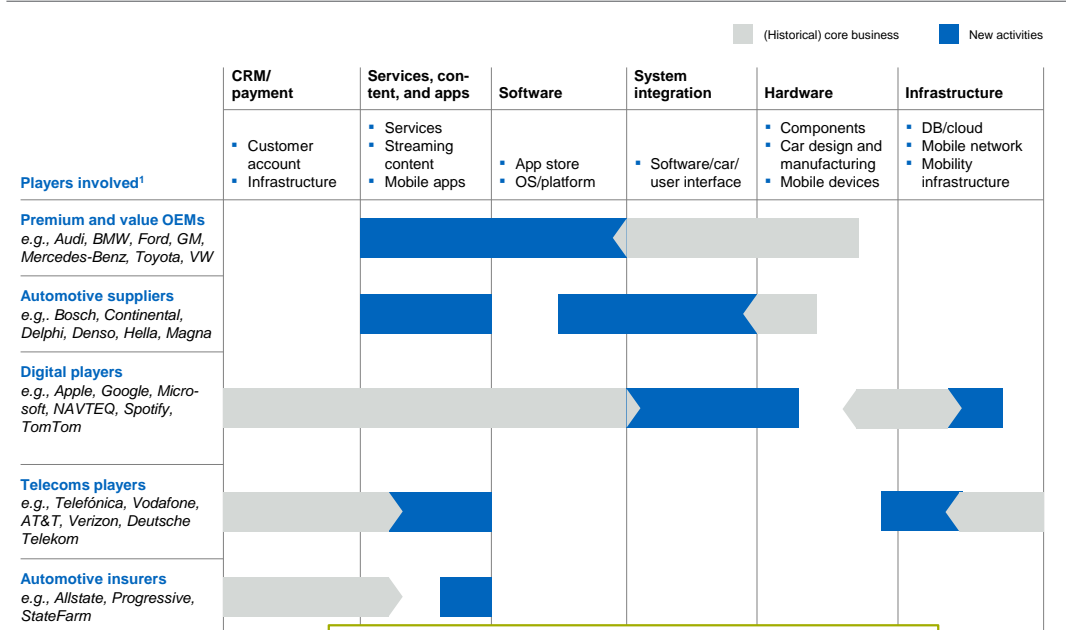 (Historical) core business
New activities
CRM/
payment
Services, con-
tent, and apps
Software
System
integration
Hardware
Infrastructure
Players involved1
▪ Customer
account
▪ Infrastructure
▪ Services
▪ Streaming
content
▪ Mobile apps
▪ App store
▪ OS/platform
▪ Software/car/
user interface
▪ Components
▪ Car design and
manufacturing
▪ Mobile devices
▪ DB/cloud
▪ Mobile network
▪ Mobility
infrastructure
Premium and value OEMs
e.g., Audi, BMW, Ford, GM,
Mercedes-Benz, Toyota, VW
Automotive suppliers
e.g,. Bosch, Continental,
Delphi, Denso, Hella, Magna
Digital players
e.g., Apple, Google, Micro-
soft, NAVTEQ, Spotify,
TomTom
Telecoms players
e.g., Telefónica, Vodafone,
AT&T, Verizon, Deutsche
Telekom
Automotive insurers
e.g., Allstate, Progressive,
StateFarm